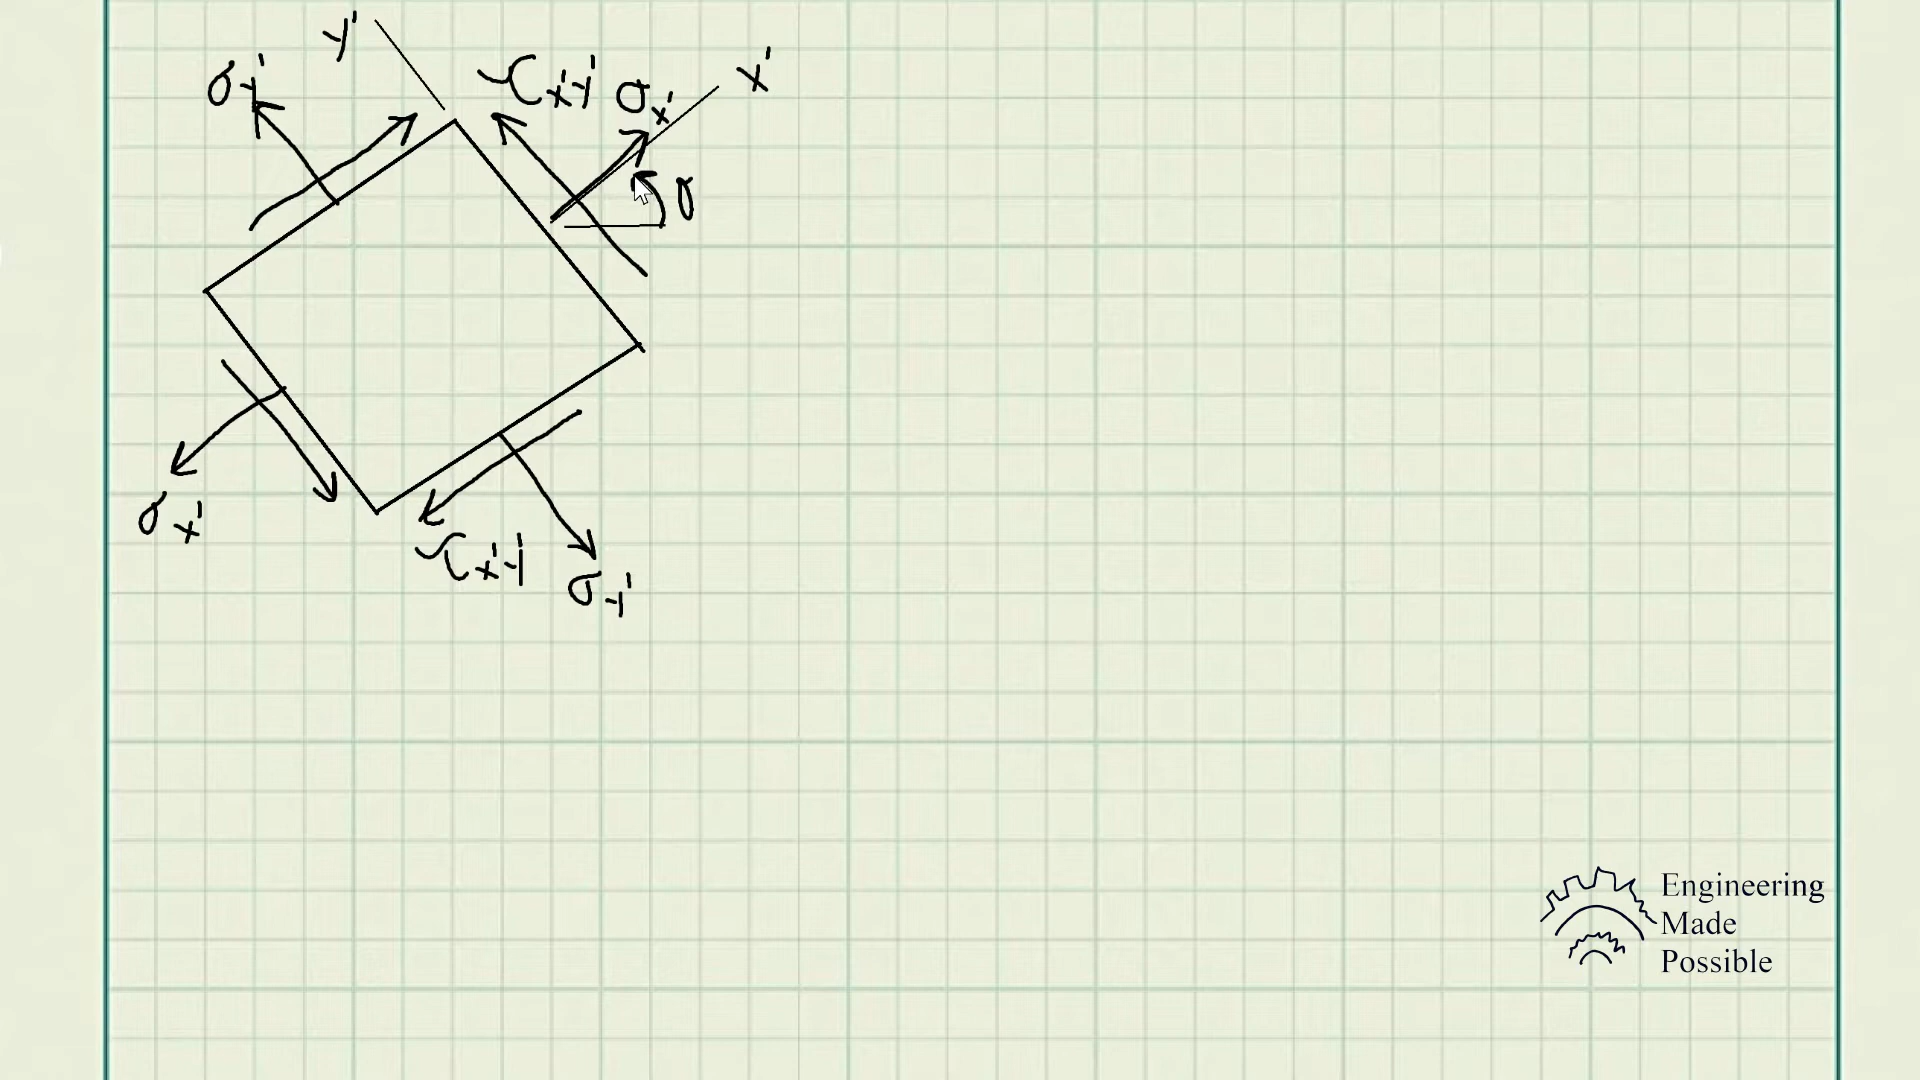 y'
σy'
τx'y'
σx'
x'
θ
σx'
τx'y'
σy'
Engineering
Made
Possible